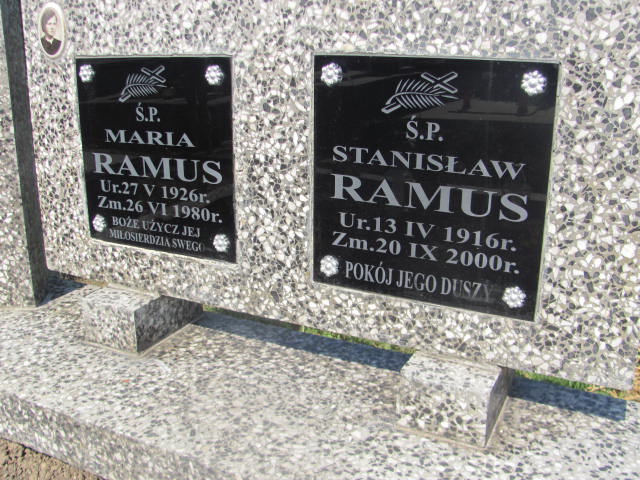 Ś.P.
MARIA
RAMUS
Ur.27 V 1926r.
Zm.26 VI 1980r.
BOŻE UŻYCZ JEJ
MIŁOSIERDZIA SWEGO
Ś.P.
STANISŁAW
RAMUS
Ur.13 IV 1916r.
Zm.20 IX 2000r.
POKÓJ JEGO DUSZY